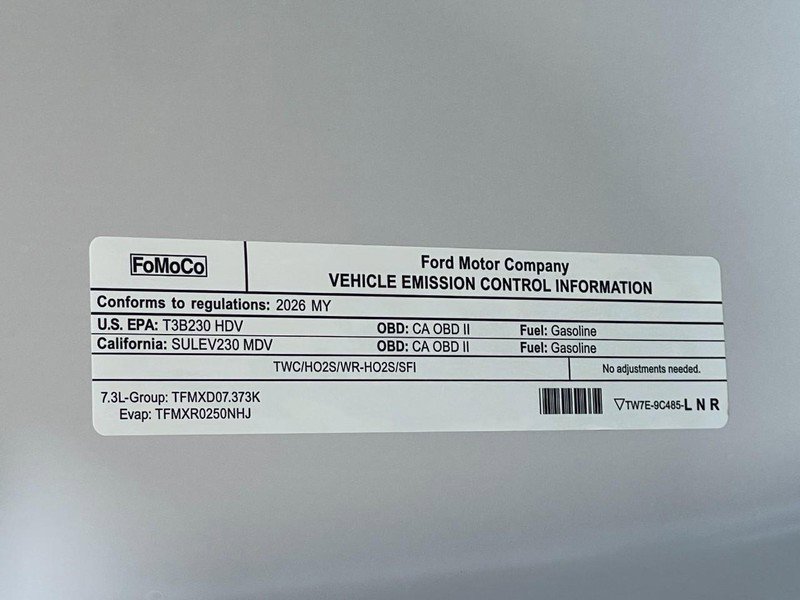 FoMoCo
Ford Motor Company
VEHICLE EMISSION CONTROL INFORMATION
Conforms to regulations: 2026 MY
U.S. EPA: T3B230 HDV OBD: CA OBD II Fuel: Gasoline
California: SULEV230 MDV OBD: CA OBD II Fuel: Gasoline
TWC/HO2S/WR-HO2S/SFI No adjustments needed.
7.3L-Group: TFMXD07.373K
Evap: TFMXR0250NHJ
▽TW7E-9C485-L N R